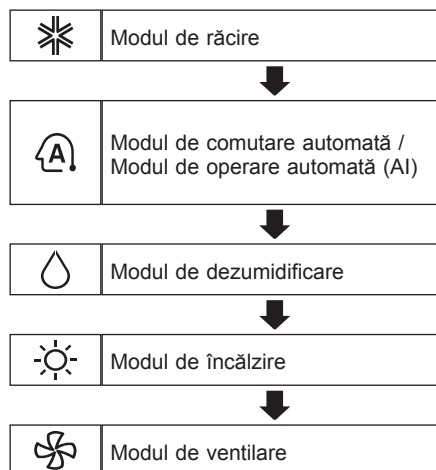 Modul de răcire
A
Modul de comutare automată /
Modul de operare automată (AI)
Modul de dezumidificare
Modul de încălzire
Modul de ventilare